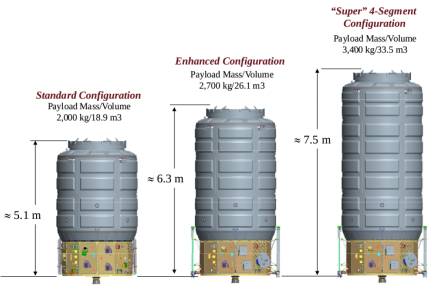 “Super” 4-Segment
Configuration
Payload Mass/Volume
3,400 kg/33.5 m3
Enhanced Configuration
Payload Mass/Volume
2,700 kg/26.1 m3
Standard Configuration
Payload Mass/Volume
2,000 kg/18.9 m3
≈ 5.1 m
≈ 6.3 m
≈ 7.5 m